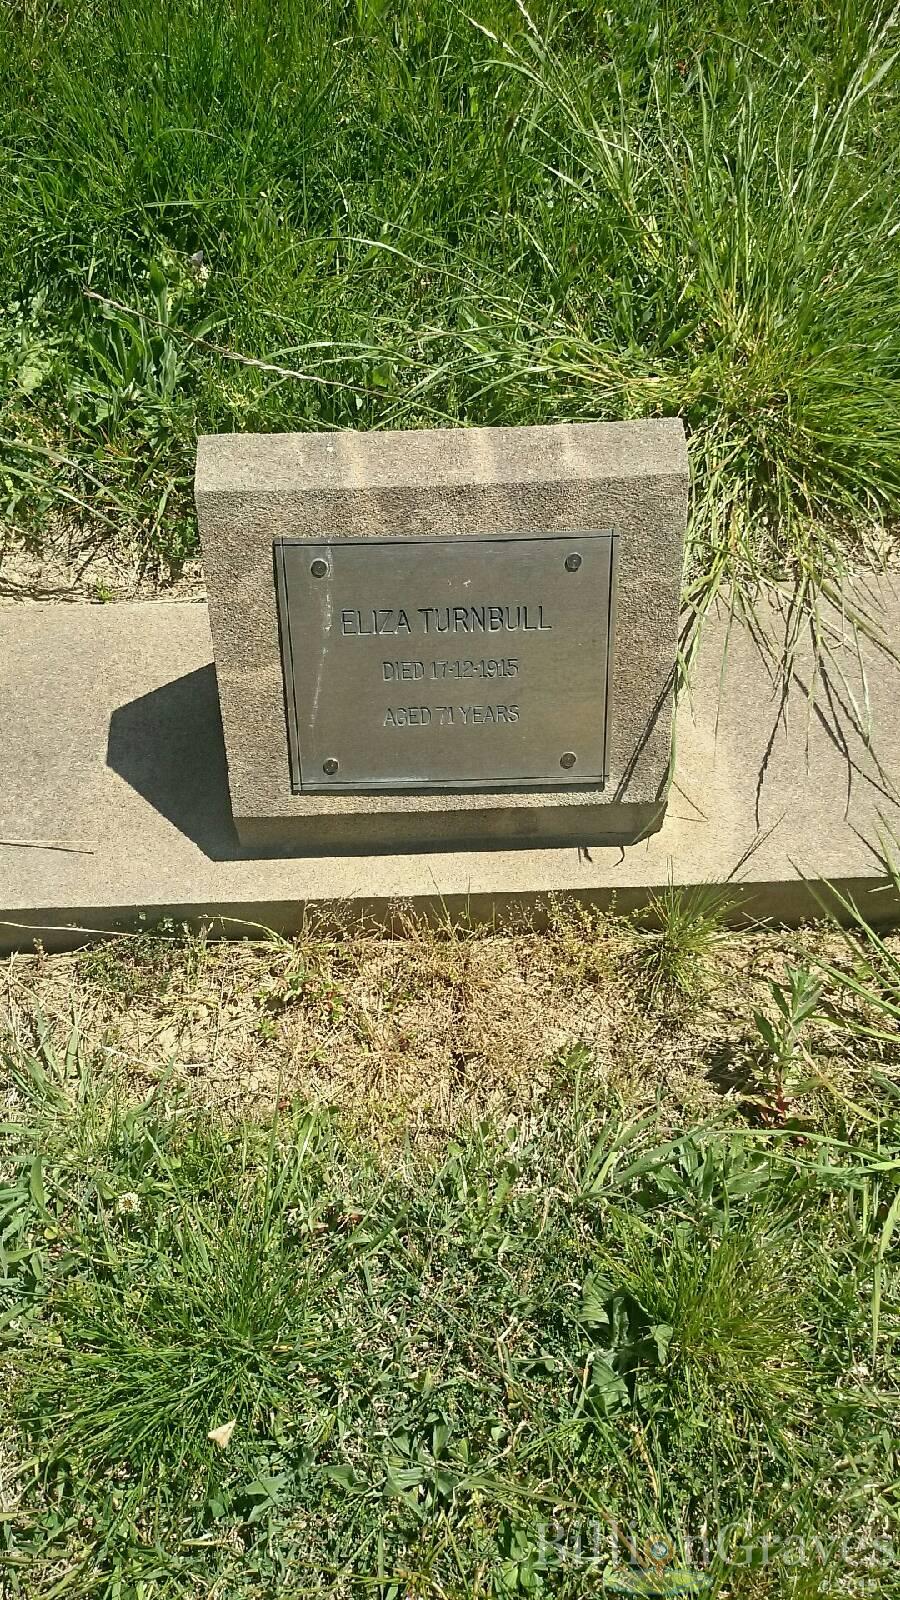 ELIZA TURNBULL
DIED 17-12-1915
AGED 71 YEARS
BillionGraves